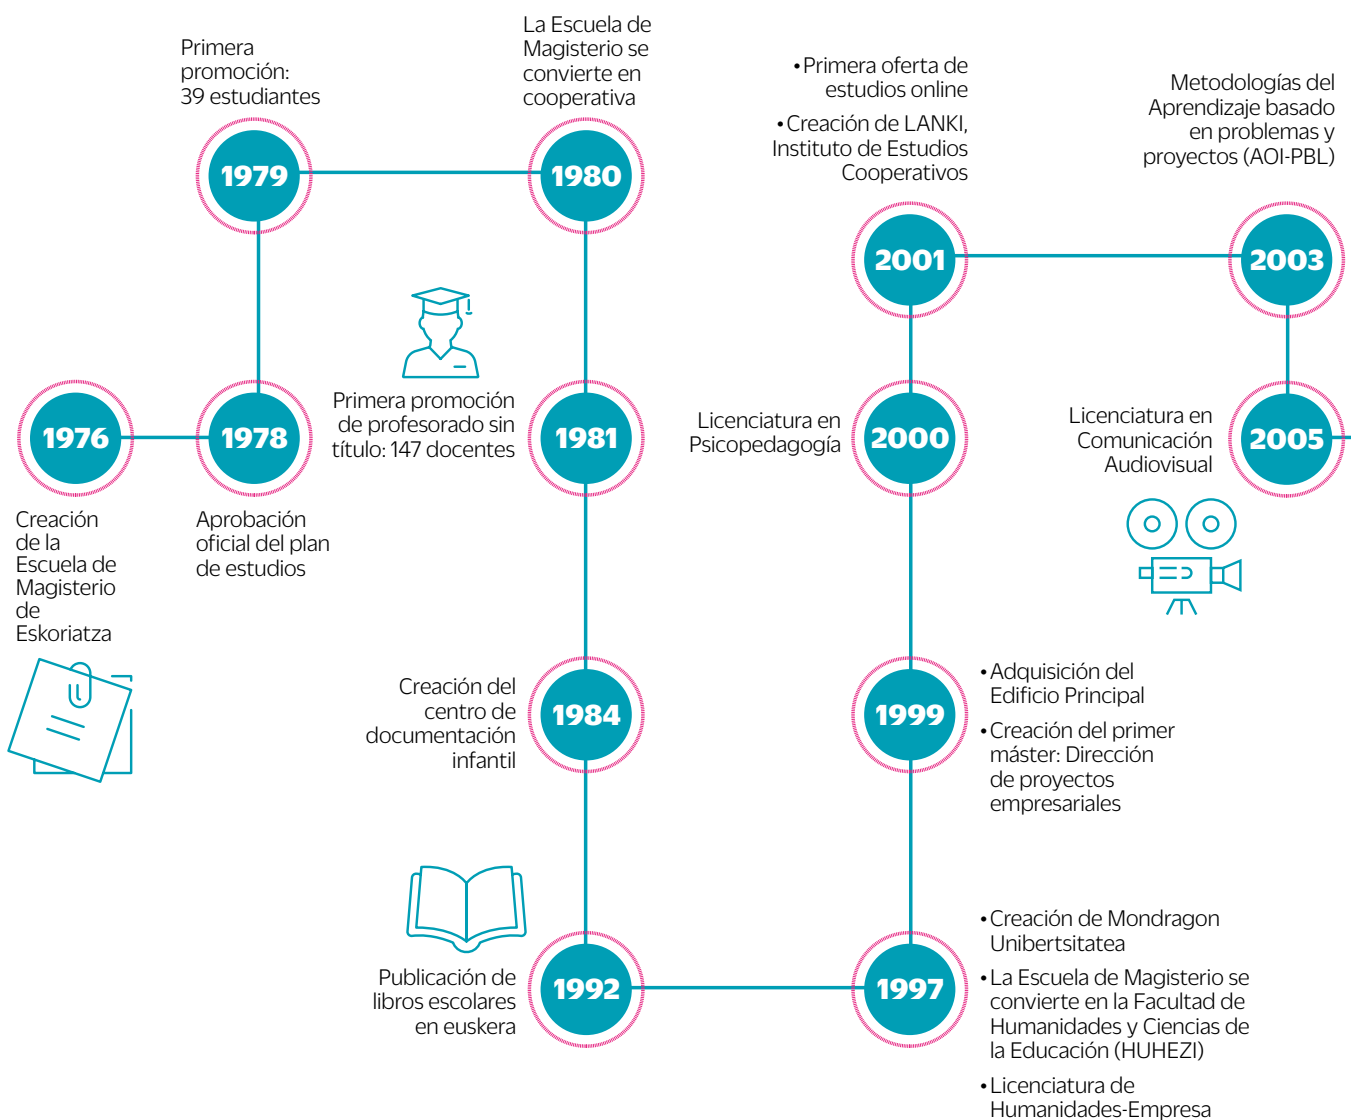 1976
Creación
de la
Escuela de
Magisterio
de
Eskoriatza
1978
Aprobación
oficial del plan
de estudios
Primera
promoción:
39 estudiantes
1979
La Escuela de
Magisterio se
convierte en
cooperativa
1980
Primera promoción
de profesorado sin
título: 147 docentes
1981
Creación del
centro de
documentación
infantil
1984
Publicación de
libros escolares
en euskera
1992
1997
• Creación de Mondragon
Unibertsitatea
• La Escuela de Magisterio se
convierte en la Facultad de
Humanidades y Ciencias de
la Educación (HUHEZI)
• Licenciatura de
Humanidades-Empresa
1999
• Adquisición del
Edificio Principal
• Creación del primer
máster: Dirección
de proyectos
empresariales
Licenciatura en
Psicopedagogía
2000
• Primera oferta de
estudios online
• Creación de LANKI,
Instituto de Estudios
Cooperativos
2001
Metodologías del
Aprendizaje basado
en problemas y
proyectos (AOI-PBL)
2003
Licenciatura en
Comunicación
Audiovisual
2005